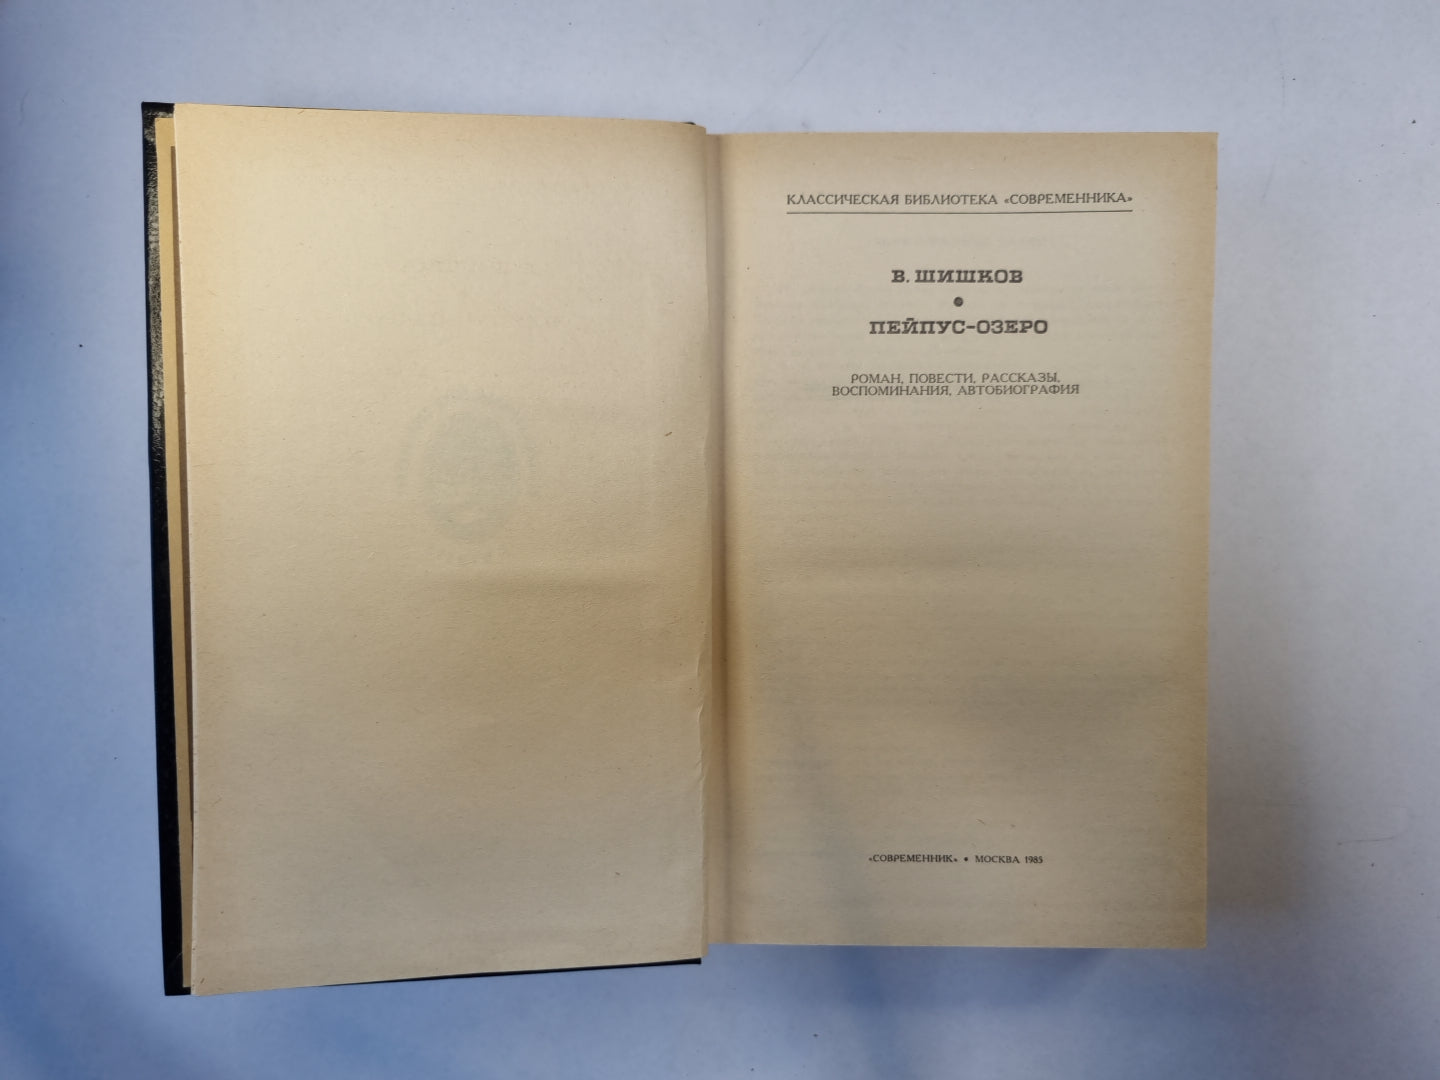 КЛАССИЧЕСКАЯ БИБЛИОТЕКА «СОВРЕМЕННИКА»
В. ШИШКОВ
•
ПЕЙПУС-ОЗЕРО
РОМАН, ПОВЕСТИ, РАССКАЗЫ,
ВОСПОМИНАНИЯ, АВТОБИОГРАФИЯ
«СОВРЕМЕННИК» • МОСКВА 1985